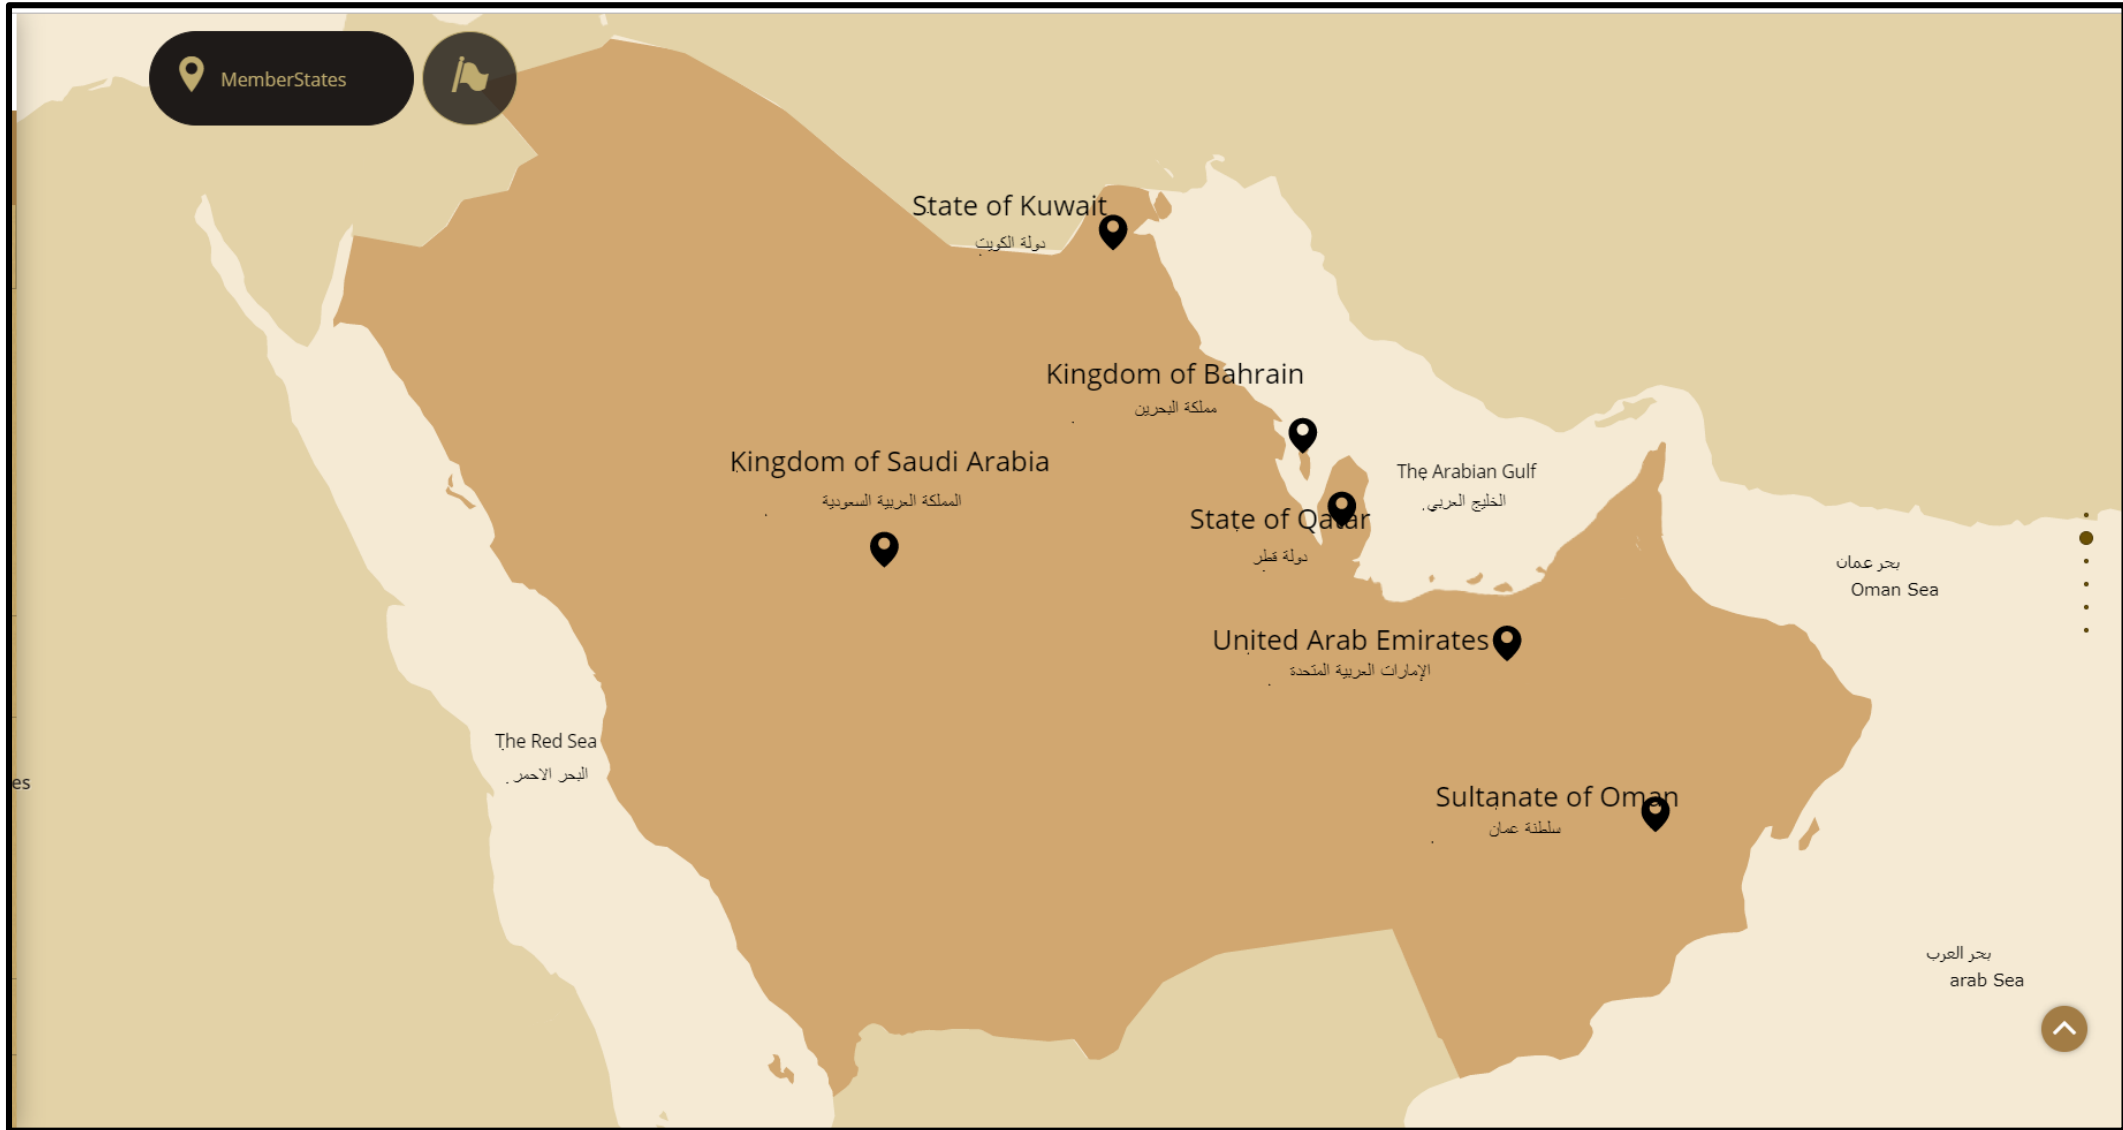 MemberStates
State of Kuwait
دولة الكويت
Kingdom of Bahrain
مملكة البحرين
Kingdom of Saudi Arabia
المملكة العربية السعودية
The Arabian Gulf
الخليج العربي
State of Qatar
دولة قطر
بحر عمان
Oman Sea
United Arab Emirates
الإمارات العربية المتحدة
The Red Sea
البحر الاحمر
es
Sultanate of Oman
سلطنة عمان
بحر العرب
arab Sea